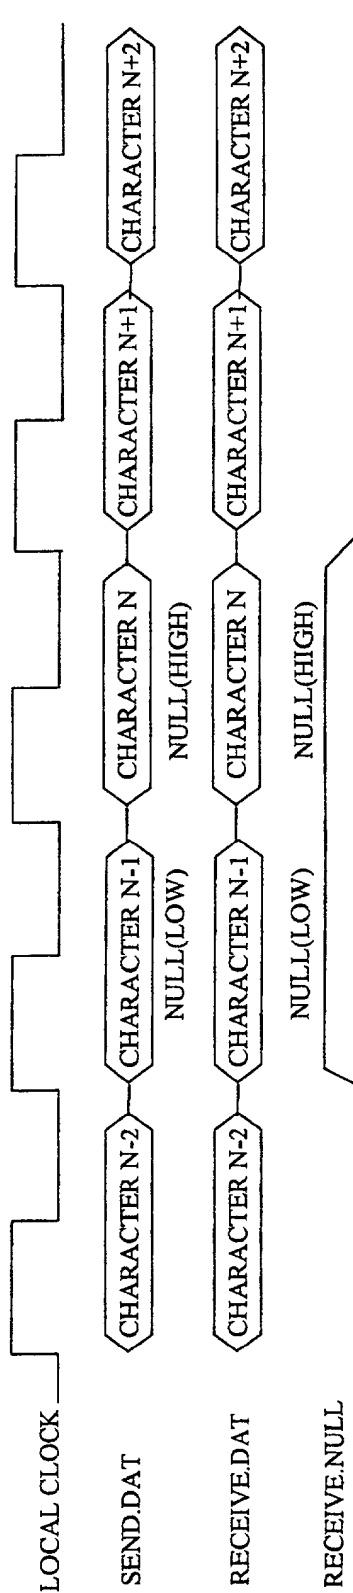 LOCAL CLOCK
SEND.DAT
CHARACTER N-2
CHARACTER N-1
CHARACTER N
CHARACTER N+1
CHARACTER N+2
NULL(LOW)
NULL(HIGH)
RECEIVE.DAT
CHARACTER N-2
CHARACTER N-1
CHARACTER N
CHARACTER N+1
CHARACTER N+2
NULL(LOW)
NULL(HIGH)
RECEIVE.NULL